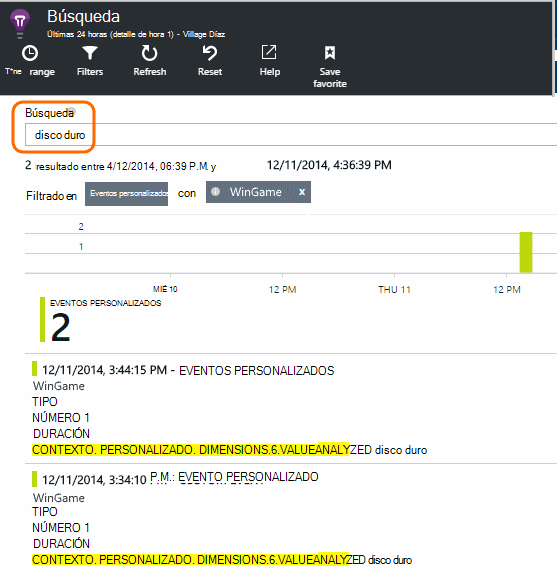 Búsqueda
Últimas 24 horas (detalle de hora 1) - Village Díaz
range Filters Refresh Reset Help Save favorite
Búsqueda
disco duro
2 resultado entre 4/12/2014, 06:39 P.M. y 12/11/2014, 4:36:39 PM
Filtrado en Eventos personalizados con WinGame x
2
1
MIÉ 10 12 PM THU 11 12 PM
EVENTOS PERSONALIZADOS
2
12/11/2014, 3:44:15 PM - EVENTOS PERSONALIZADOS
WinGame
TIPO
NÚMERO 1
DURACIÓN
CONTEXTO. PERSONALIZADO. DIMENSIONS.6.VALUEANALYZED disco duro
12/11/2014, 3:34:10 P.M.: EVENTO PERSONALIZADO
WinGame
TIPO
NÚMERO 1
DURACIÓN
CONTEXTO. PERSONALIZADO. DIMENSIONS.6.VALUEANALYZED disco duro